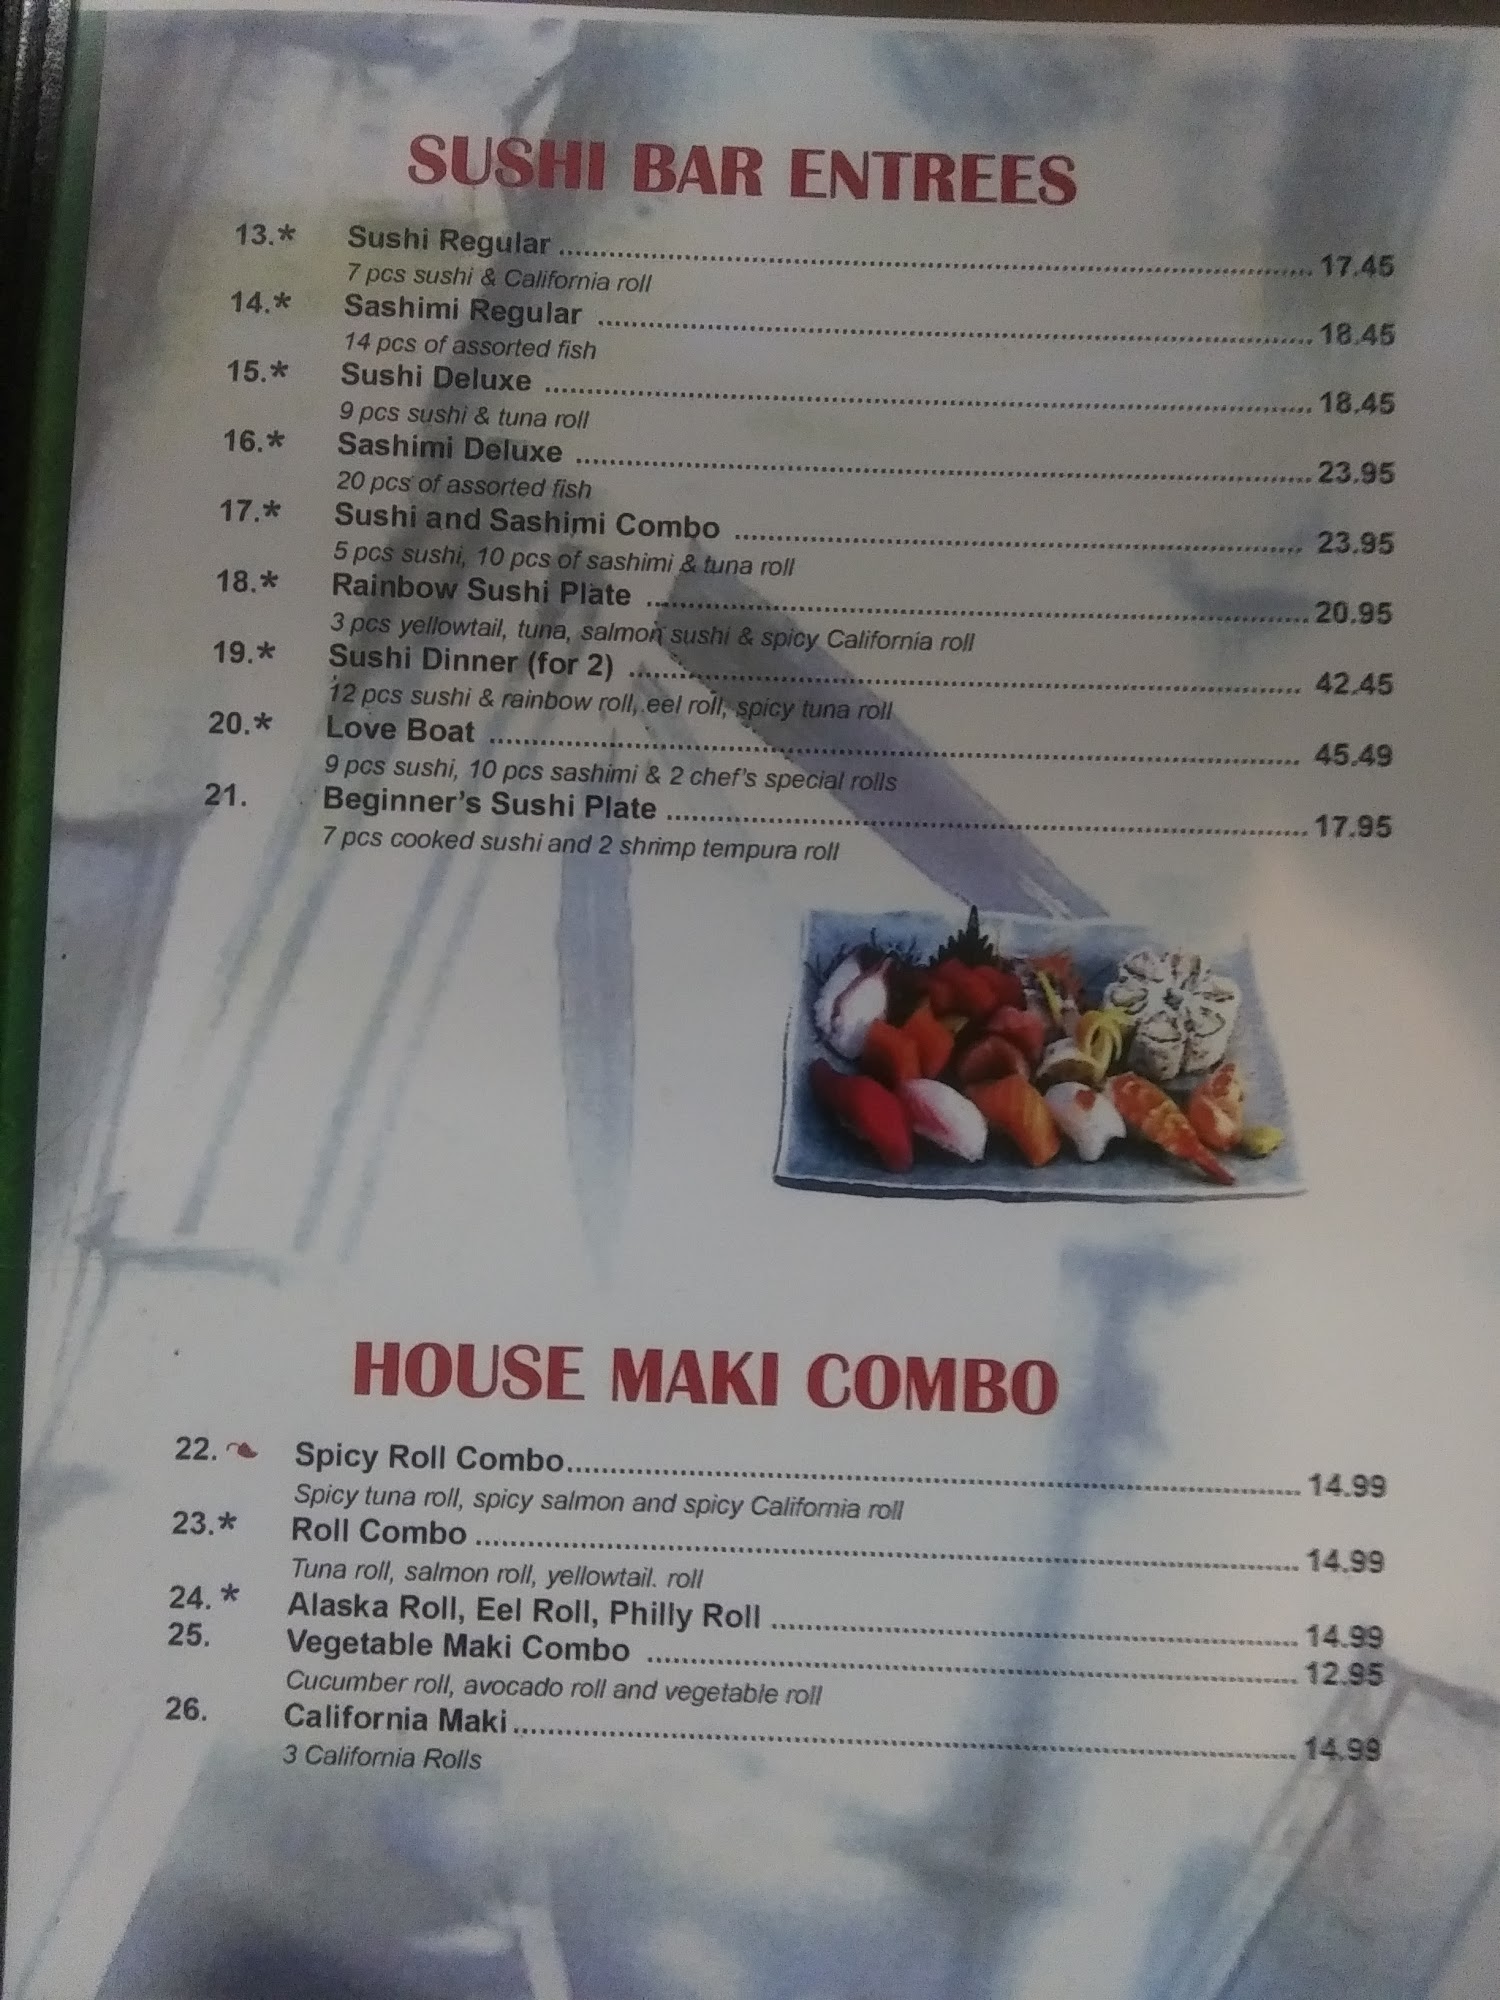 SUSHI BAR ENTREES
13.* Sushi Regular 17.45
7 pcs sushi & California roll
14.* Sashimi Regular 18.45
14 pcs of assorted fish
15.* Sushi Deluxe 18.45
9 pcs sushi & tuna roll
16.* Sashimi Deluxe 23.95
20 pcs of assorted fish
17.* Sushi and Sashimi Combo 23.95
5 pcs sushi, 10 pcs of sashimi & tuna roll
18.* Rainbow Sushi Plate 20.95
3 pcs yellowtail, tuna, salmon sushi & spicy California roll
19.* Sushi Dinner (for 2) 42.45
12 pcs sushi & rainbow roll, eel roll, spicy tuna roll
20.* Love Boat 45.49
9 pcs sushi, 10 pcs sashimi & 2 chef's special rolls
21. Beginner's Sushi Plate 17.95
7 pcs cooked sushi and 2 shrimp tempura roll
HOUSE MAKI COMBO
22. Spicy Roll Combo 14.99
Spicy tuna roll, spicy salmon and spicy California roll
23.* Roll Combo 14.99
Tuna roll, salmon roll, yellowtail. roll
24. * Alaska Roll, Eel Roll, Philly Roll 14.99
25. Vegetable Maki Combo 12.95
Cucumber roll, avocado roll and vegetable roll
26. California Maki 14.99
3 California Rolls